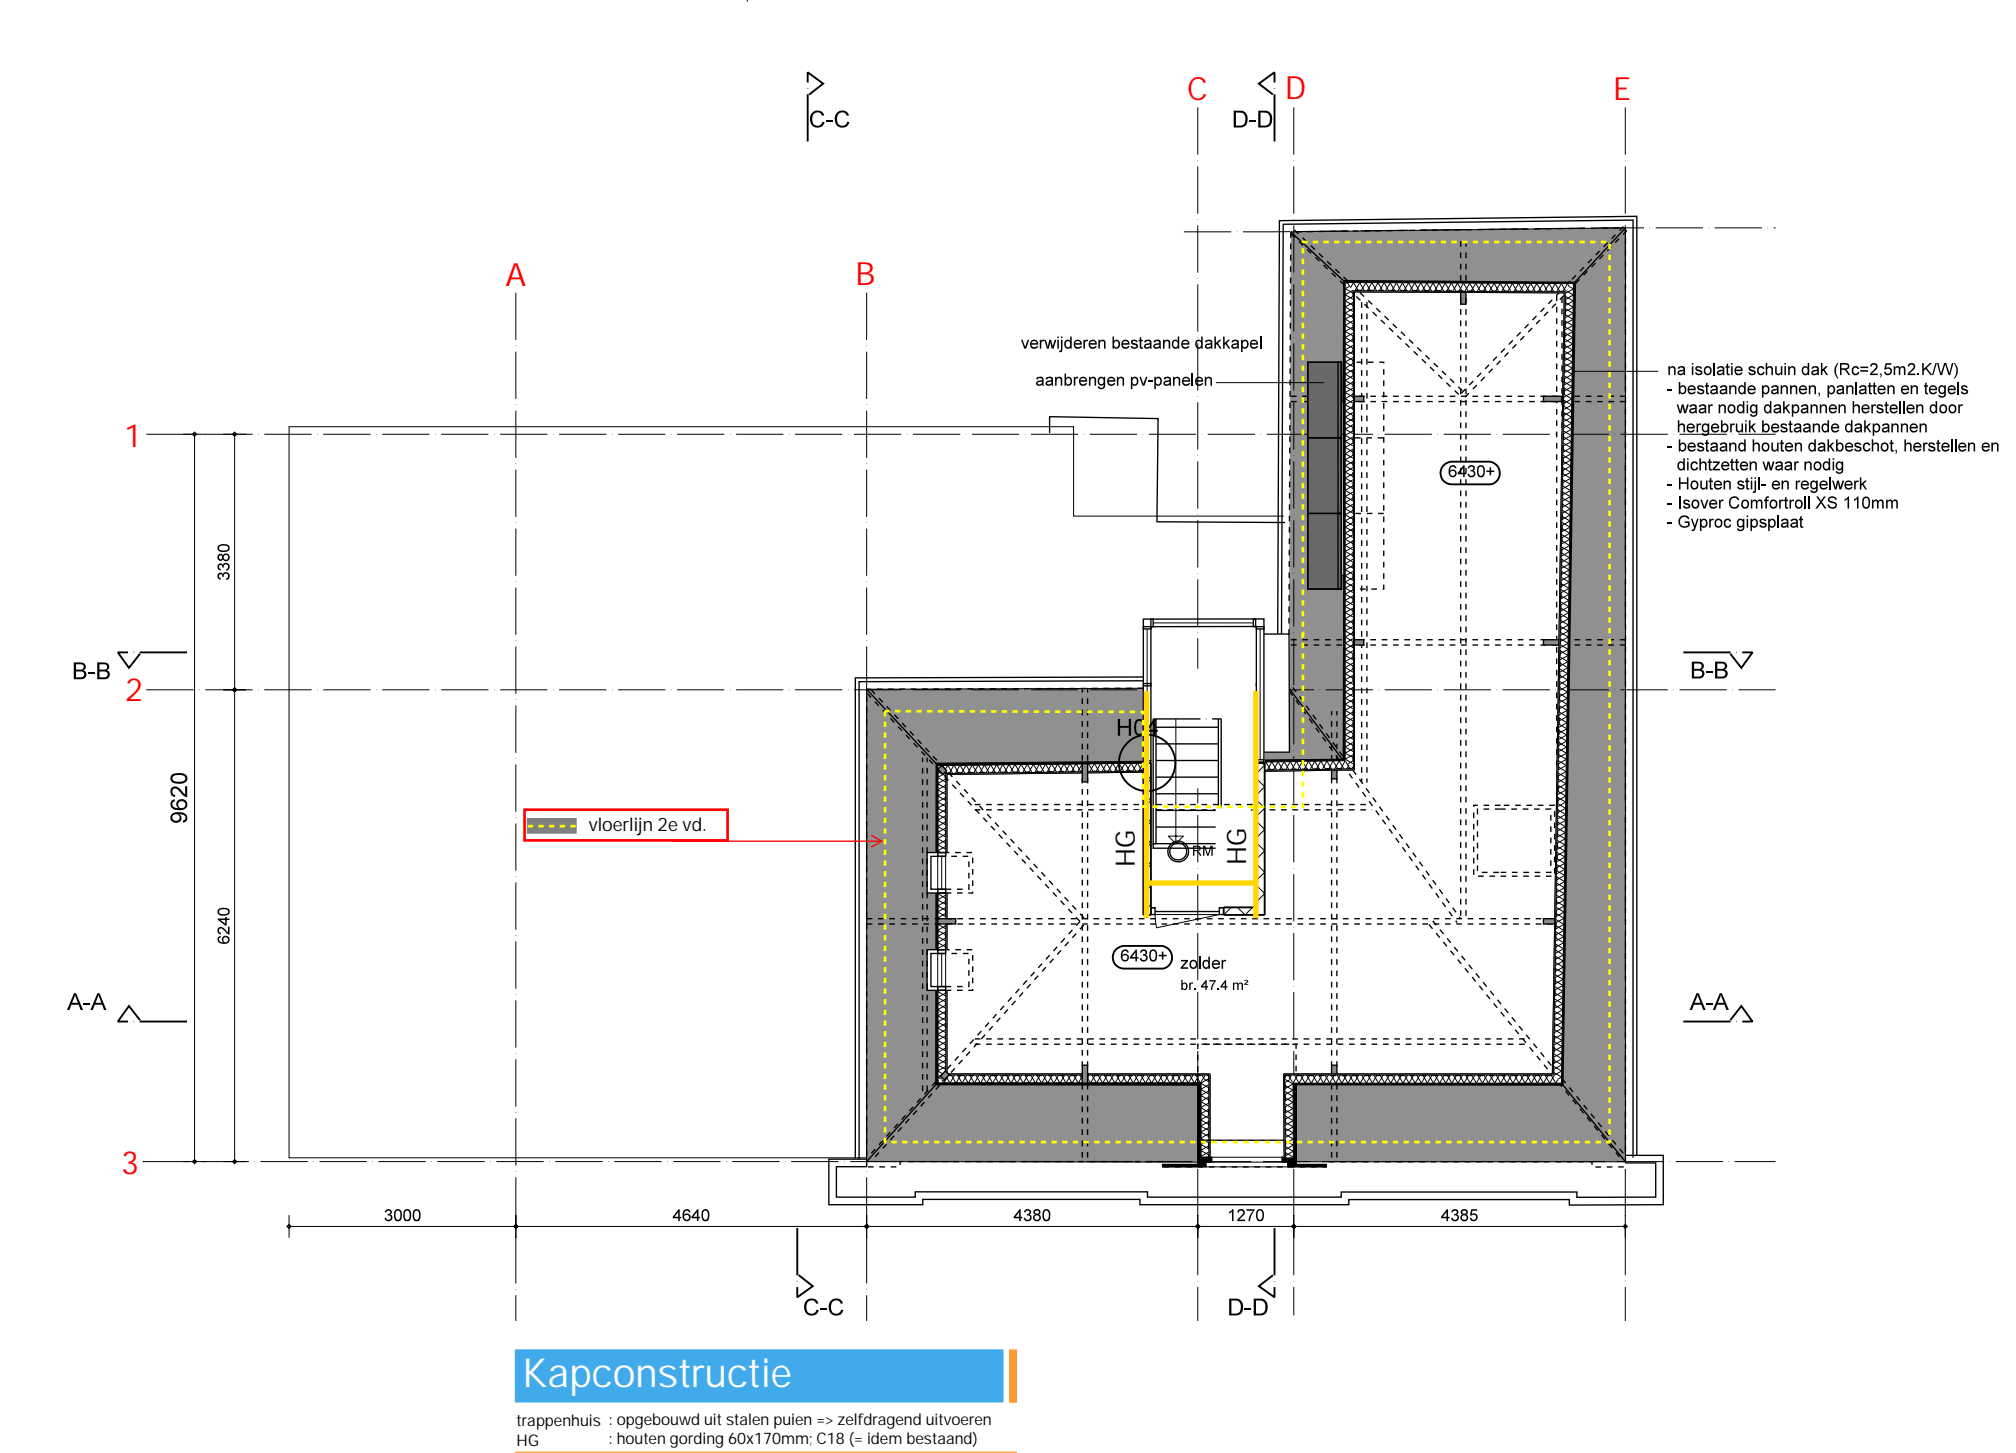 C-C
C
D-D
D
E
A
B
verwijderen bestaande dakkapel
aanbrengen pv-panelen
na isolatie schuin dak (Rc=2,5m2.K/W)
- bestaande pannen, panlatten en tegels
waar nodig dakpannen herstellen door
hergebruik bestaande dakpannen
- bestaand houten dakbeschot, herstellen en
dichtzetten waar nodig
- Houten stijl- en regelwerk
- Isover Comfortroll XS 110mm
- Gyproc gipsplaat
1
6430+
3380
B-B
B-B
2
H04
9620
vloerlijn 2e vd.
HG
HG
RM
6240
6430+
zolder
br. 47.4 m²
A-A
A-A
3
3000
4640
4380
1270
4385
C-C
D-D
Kapconstructie
trappenhuis : opgebouwd uit stalen puien => zelfdragend uitvoeren
HG : houten gording 60x170mm; C18 (= idem bestaand)